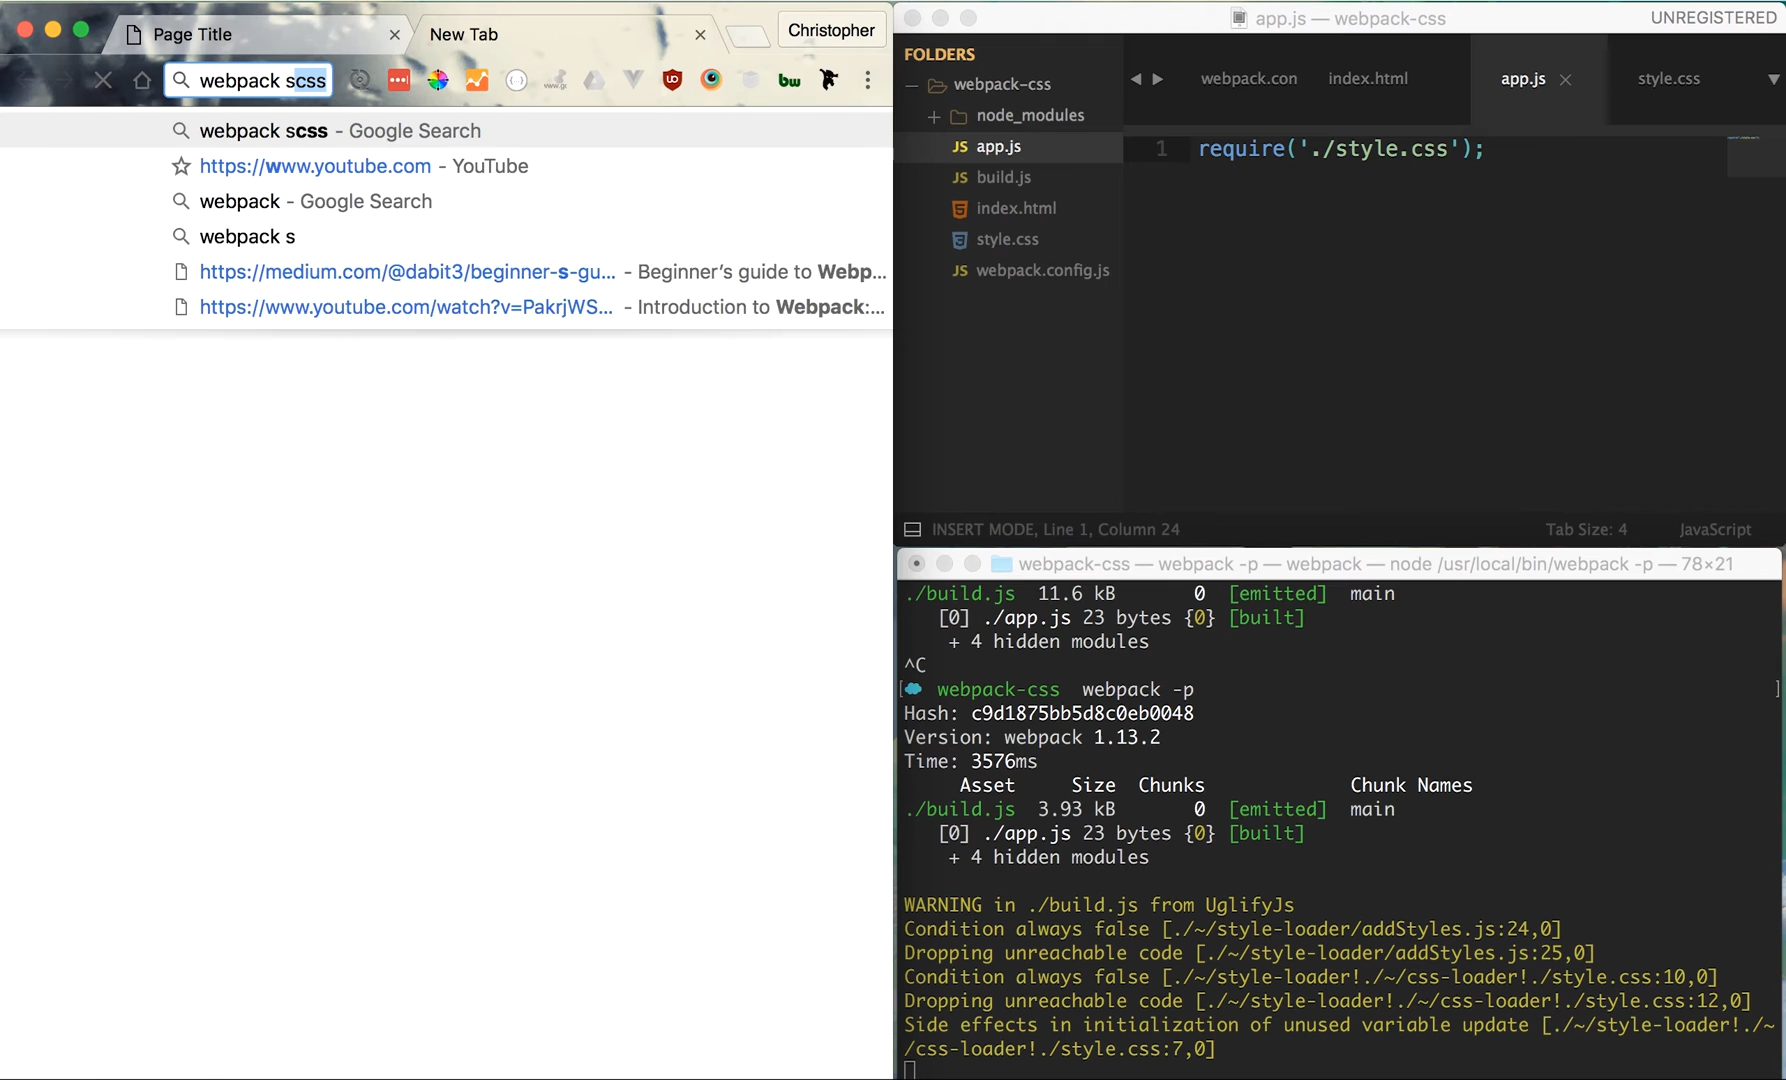 Page Title
New Tab
Christopher
webpack scss
bw
webpack scss - Google Search
https://www.youtube.com - YouTube
webpack - Google Search
webpack s
https://medium.com/@dabit3/beginner-s-gu... - Beginner's guide to Webp...
https://www.youtube.com/watch?v=PakrjWS... - Introduction to Webpack:...
app.js — webpack-css
UNREGISTERED
FOLDERS
webpack-css
node_modules
JS app.js
JS build.js
index.html
style.css
JS webpack.config.js
webpack.con
index.html
app.js
style.css
1 require('./style.css');
INSERT MODE, Line 1, Column 24
Tab Size: 4
JavaScript
webpack-css — webpack -p — webpack — node /usr/local/bin/webpack -p — 78×21
./build.js 11.6 kB 0 [emitted] main
[0] ./app.js 23 bytes {0} [built]
+ 4 hidden modules
^C
[ webpack-css webpack -p ]
Hash: c9d1875bb5d8c0eb0048
Version: webpack 1.13.2
Time: 3576ms
Asset Size Chunks Chunk Names
./build.js 3.93 kB 0 [emitted] main
[0] ./app.js 23 bytes {0} [built]
+ 4 hidden modules
WARNING in ./build.js from UglifyJs
Condition always false [./~/style-loader/addStyles.js:24,0]
Dropping unreachable code [./~/style-loader/addStyles.js:25,0]
Condition always false [./~/style-loader!./~/css-loader!./style.css:10,0]
Dropping unreachable code [./~/style-loader!./~/css-loader!./style.css:12,0]
Side effects in initialization of unused variable update [./~/style-loader!./~
/css-loader!./style.css:7,0]